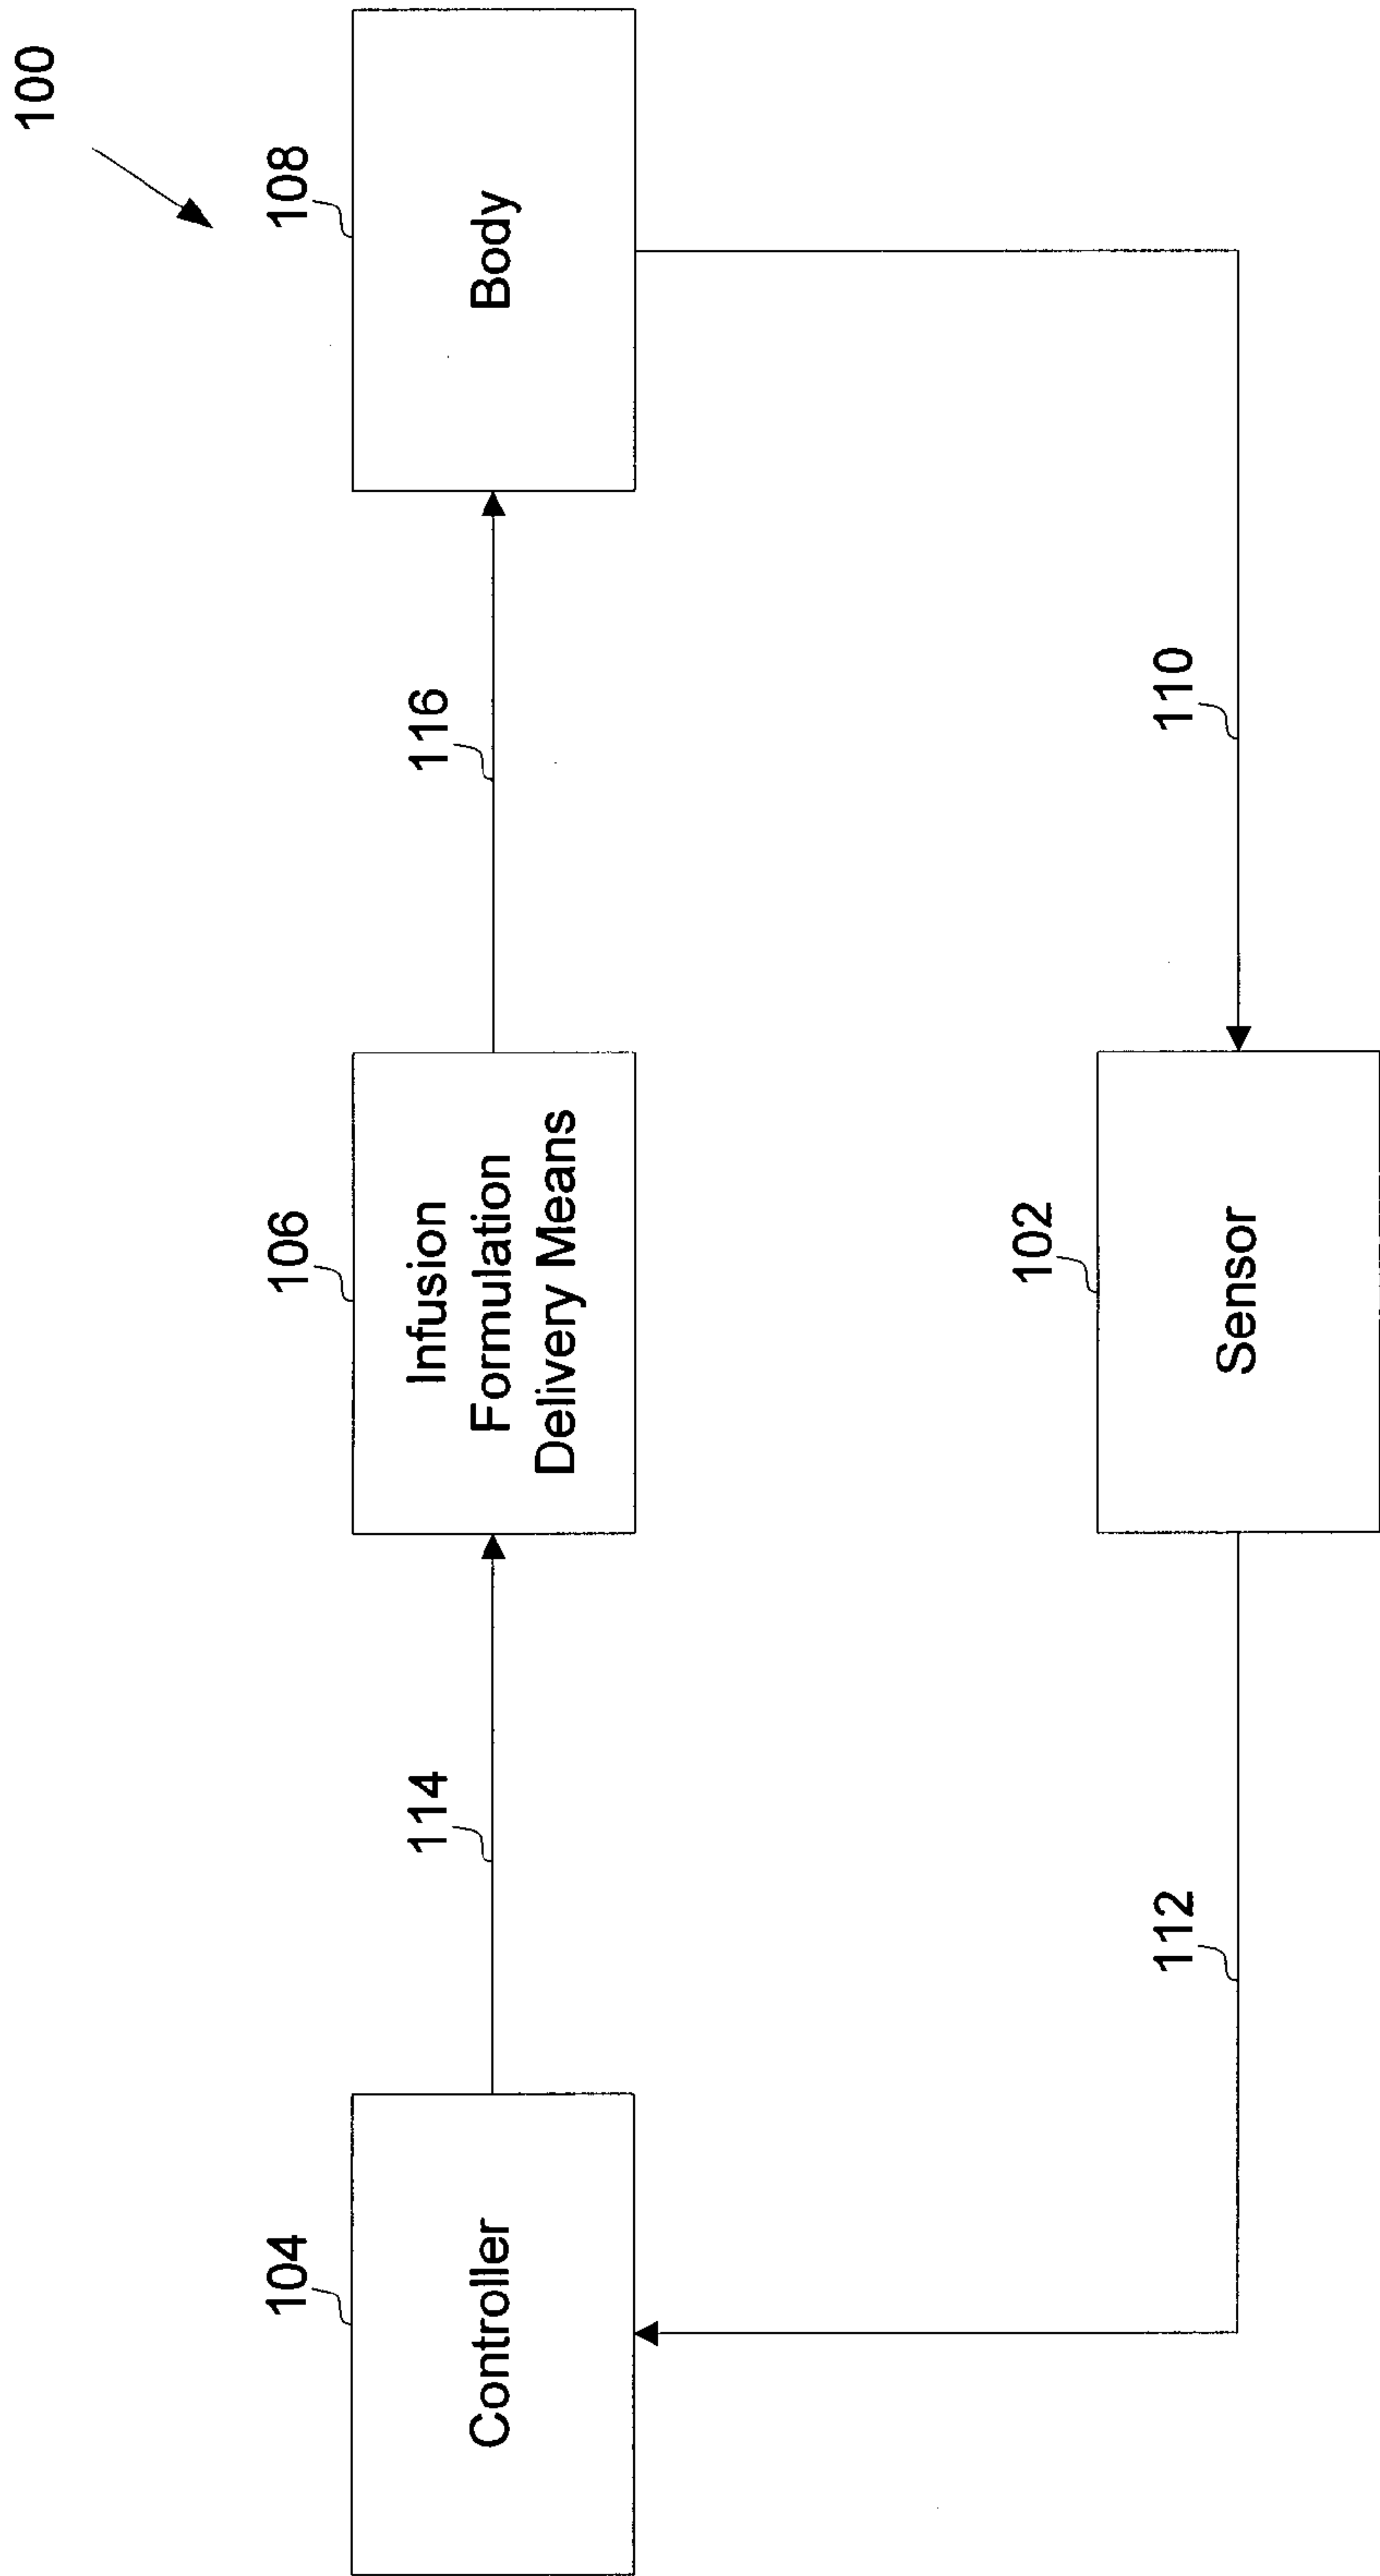 100
104
Controller
114
106
Infusion
Formulation
Delivery Means
116
108
Body
112
102
Sensor
110